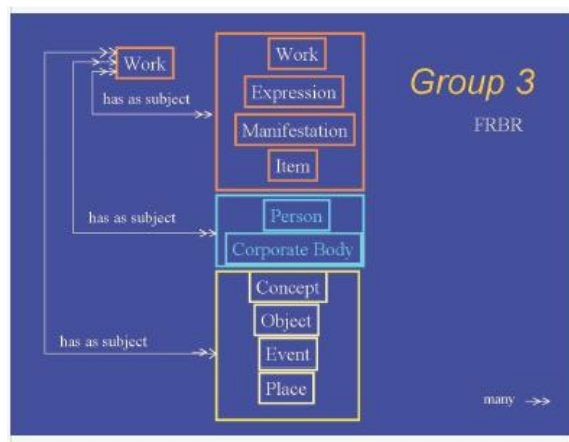 Work
has as subject
has as subject
has as subject
Work
Expression
Manifestation
Item
Person
Corporate Body
Concept
Object
Event
Place
Group 3
FRBR
many